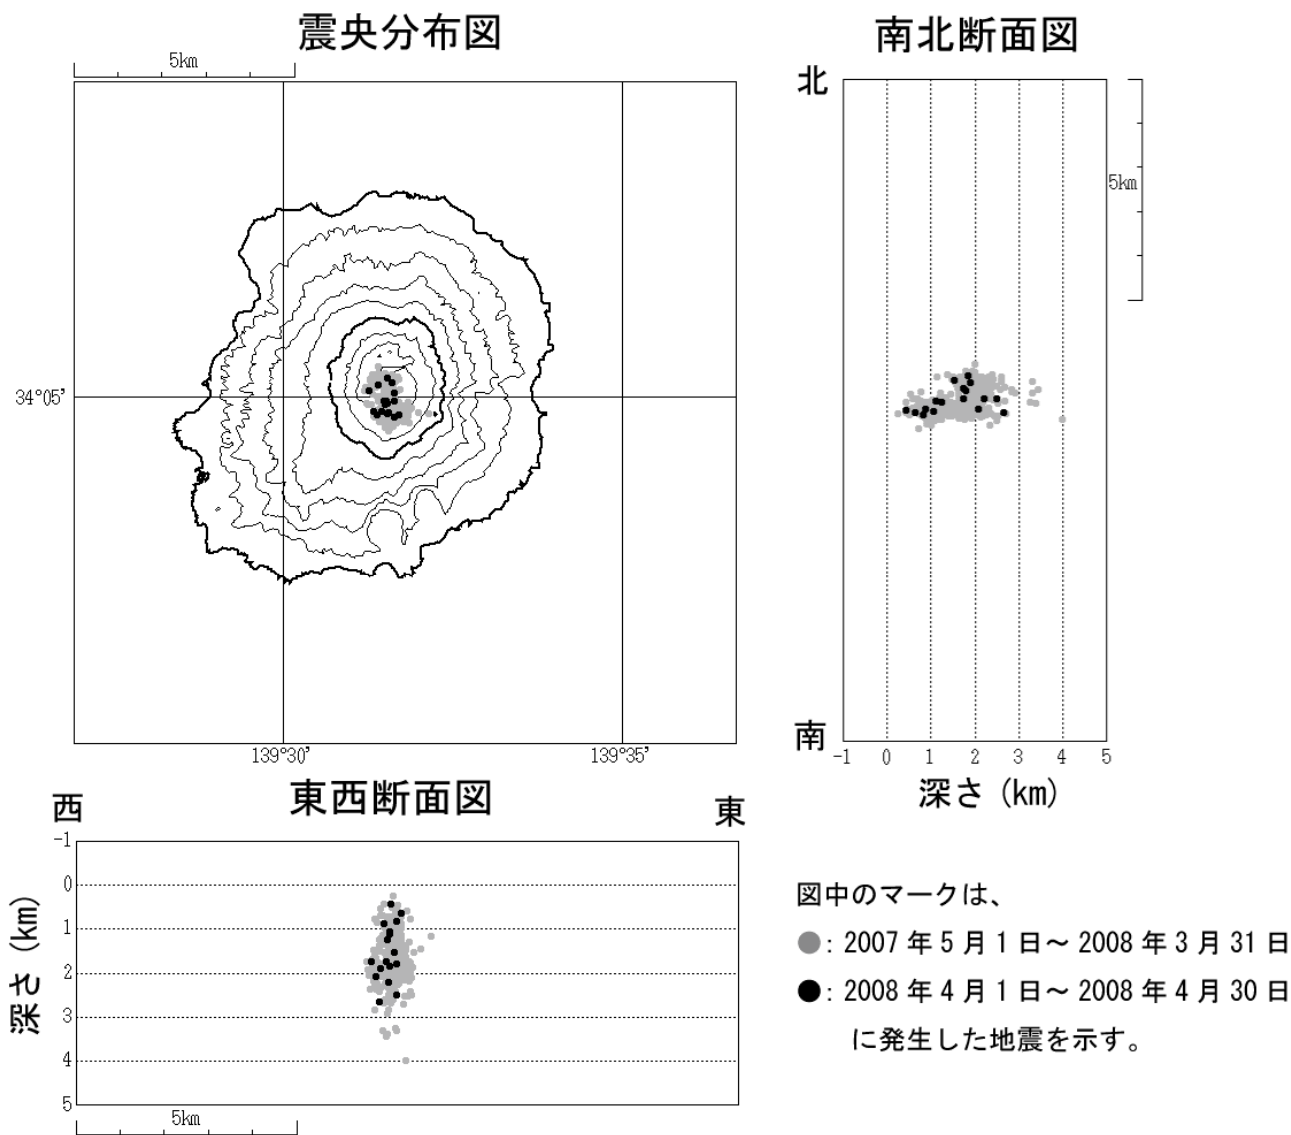 震央分布図
5km
34°05'
139°30'
139°35'
南北断面図
北
南
5km
-1 0 1 2 3 4 5
深さ (km)
東西断面図
西
東
-1
0
1
2
3
4
5
深さ (km)
5km
図中のマークは、
●: 2007 年 5 月 1 日～ 2008 年 3 月 31 日
●: 2008 年 4 月 1 日～ 2008 年 4 月 30 日
に発生した地震を示す。